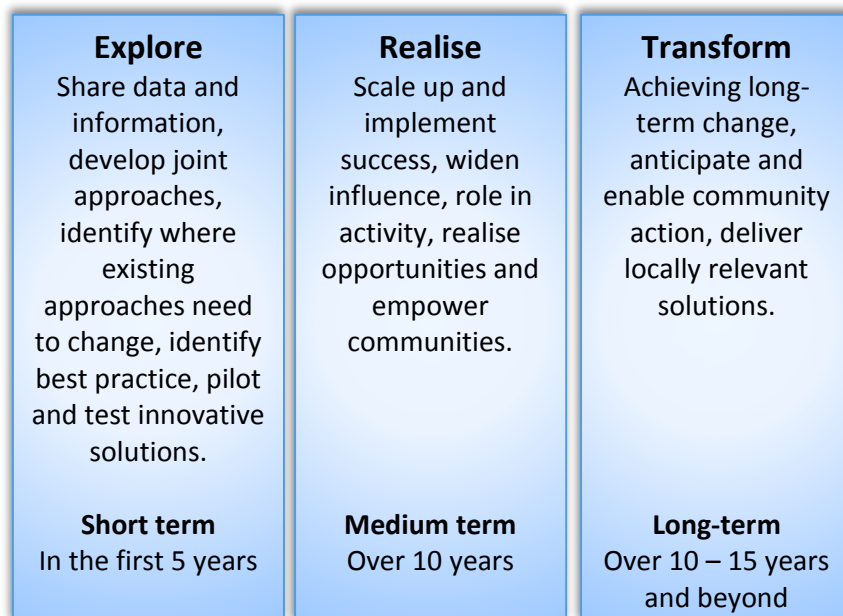 Explore
Share data and
information,
develop joint
approaches,
identify where
existing
approaches need
to change, identify
best practice, pilot
and test innovative
solutions.
Short term
In the first 5 years
Realise
Scale up and
implement
success, widen
influence, role in
activity, realise
opportunities and
empower
communities.
Medium term
Over 10 years
Transform
Achieving long-
term change,
anticipate and
enable community
action, deliver
locally relevant
solutions.
Long-term
Over 10 – 15 years
and beyond